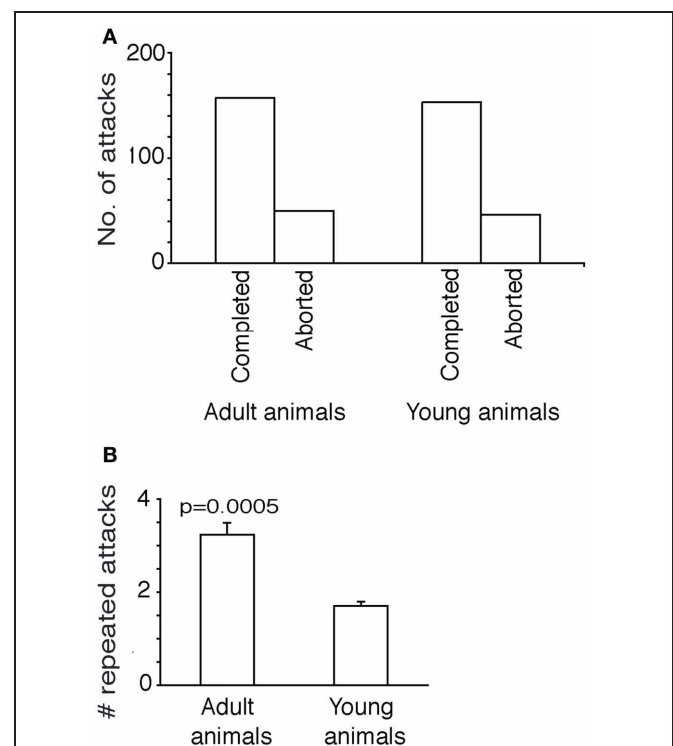 A
200
100
0
No. of attacks
Completed
Aborted
Completed
Aborted
Adult animals
Young animals
B
4
2
0
# repeated attacks
p=0.0005
Adult
animals
Young
animals